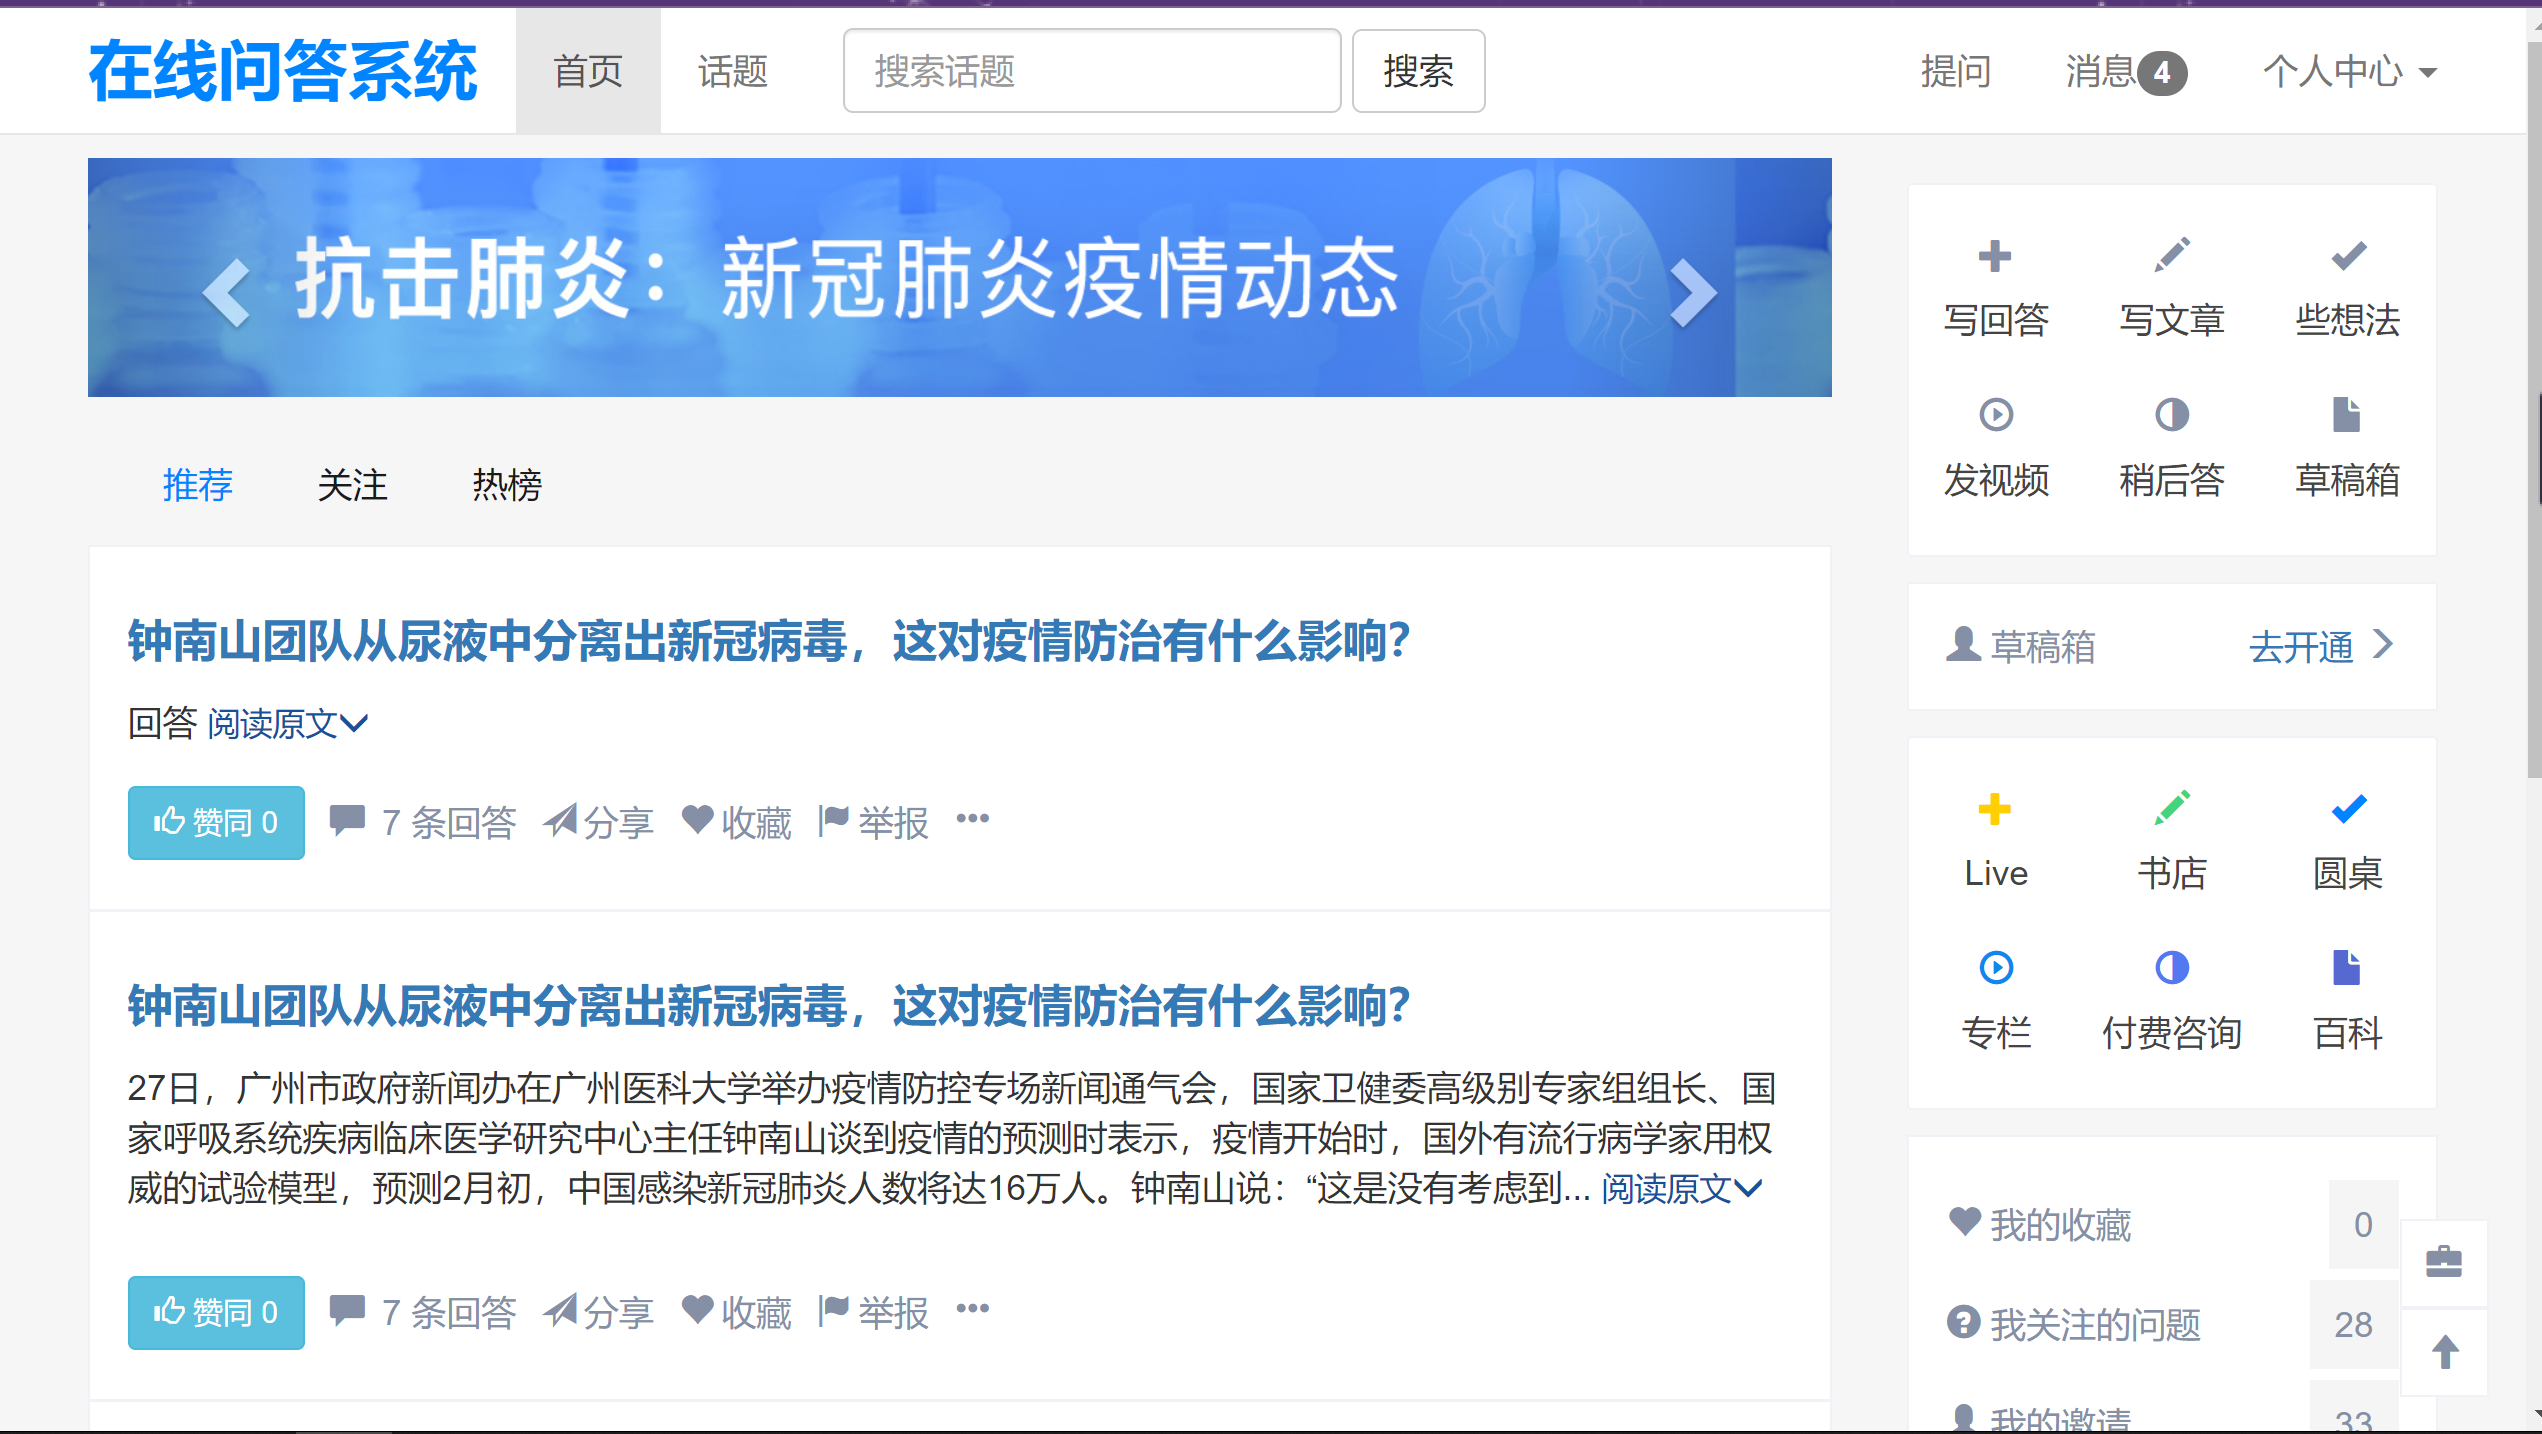 在线问答系统 首页 话题 搜索话题 搜索 提问 消息 4 个人中心
抗击肺炎：新冠肺炎疫情动态
推荐 关注 热榜
钟南山团队从尿液中分离出新冠病毒，这对疫情防治有什么影响？
回答 阅读原文
赞同 0 7 条回答 分享 收藏 举报
钟南山团队从尿液中分离出新冠病毒，这对疫情防治有什么影响？
27日，广州市政府新闻办在广州医科大学举办疫情防控专场新闻通气会，国家卫健委高级别专家组组长、国
家呼吸系统疾病临床医学研究中心主任钟南山谈到疫情的预测时表示，疫情开始时，国外有流行病学家用权
威的试验模型，预测2月初，中国感染新冠肺炎人数将达16万人。钟南山说：“这是没有考虑到... 阅读原文
赞同 0 7 条回答 分享 收藏 举报
写回答 写文章 些想法
发视频 稍后答 草稿箱
草稿箱 去开通
Live 书店 圆桌
专栏 付费咨询 百科
我的收藏 0
我关注的问题 28
我的邀请 33